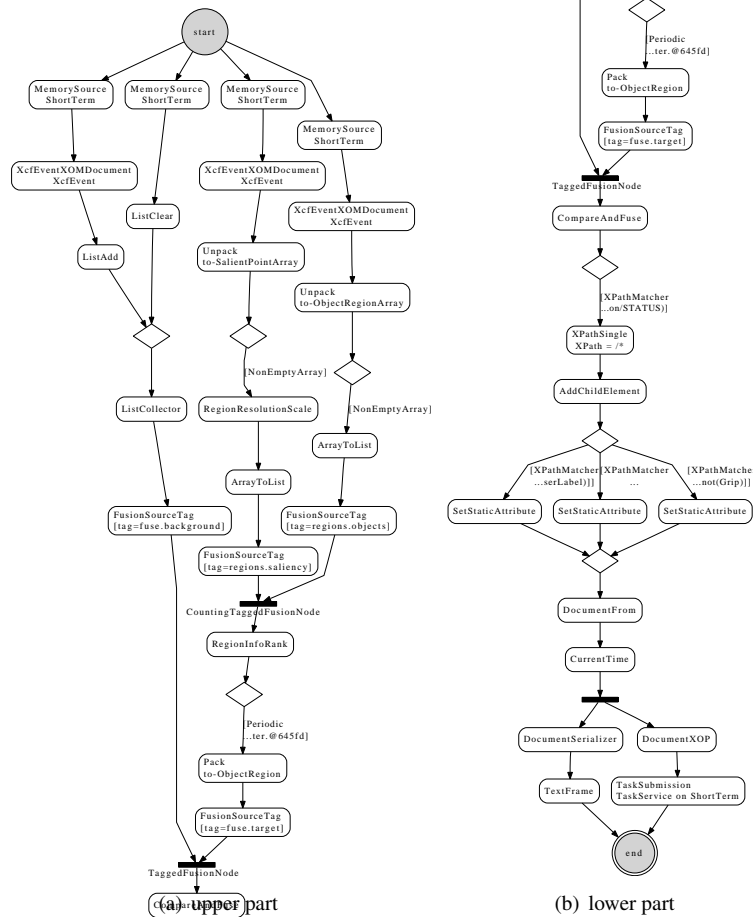 start
MemorySource
ShortTerm
MemorySource
ShortTerm
MemorySource
ShortTerm
MemorySource
ShortTerm
XcfEventXOMDocument
XcfEvent
XcfEventXOMDocument
XcfEvent
XcfEventXOMDocument
XcfEvent
ListClear
ListAdd
Unpack
to-SalientPointArray
Unpack
to-ObjectRegionArray
[NonEmptyArray]
[NonEmptyArray]
ListCollector
RegionResolutionScale
ArrayToList
ArrayToList
FusionSourceTag
[tag=fuse.background]
FusionSourceTag
[tag=regions.objects]
FusionSourceTag
[tag=regions.saliency]
CountingTaggedFusionNode
RegionInfoRank
[Periodic
...ter.@645fd]
Pack
to-ObjectRegion
FusionSourceTag
[tag=fuse.target]
TaggedFusionNode
CompareAndFuse
(a) upper part
[Periodic
...ter.@645fd]
Pack
to-ObjectRegion
FusionSourceTag
[tag=fuse.target]
TaggedFusionNode
CompareAndFuse
[XPathMatcher
...on/STATUS)]
XPathSingle
XPath = /*
AddChildElement
[XPathMatcher
...serLabel)]]
[XPathMatcher
...
[XPathMatche
...not(Grip)]]
SetStaticAttribute
SetStaticAttribute
SetStaticAttribute
DocumentFrom
CurrentTime
DocumentSerializer
DocumentXOP
TextFrame
TaskSubmission
TaskService on ShortTerm
end
(b) lower part